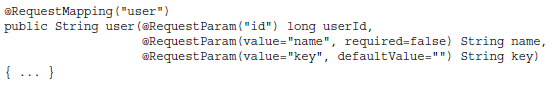 @RequestMapping("user")
public String user(@RequestParam("id") long userId,
                   @RequestParam(value="name", required=false) String name,
                   @RequestParam(value="key", defaultValue="") String key)
{ ... }